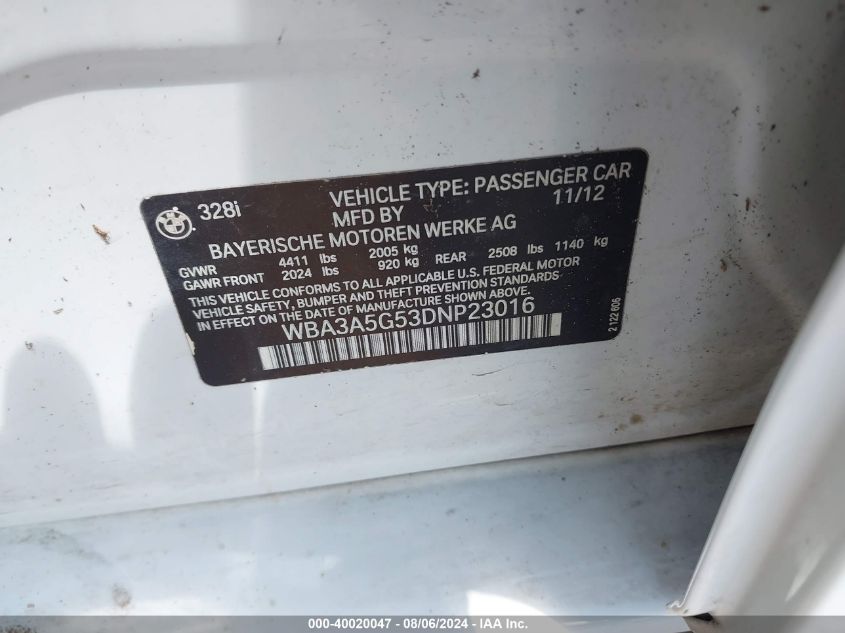 328i VEHICLE TYPE: PASSENGER CAR
MFD BY 11/12
BAYERISCHE MOTOREN WERKE AG
GVWR 4411 lbs 2005 kg
GAWR FRONT 2024 lbs 920 kg REAR 2508 lbs 1140 kg
THIS VEHICLE CONFORMS TO ALL APPLICABLE U.S. FEDERAL MOTOR
VEHICLE SAFETY, BUMPER AND THEFT PREVENTION STANDARDS
IN EFFECT ON THE DATE OF MANUFACTURE SHOWN ABOVE.
WBA3A5G53DNP23016
2 122 606
000-40020047 - 08/06/2024 - IAA Inc.